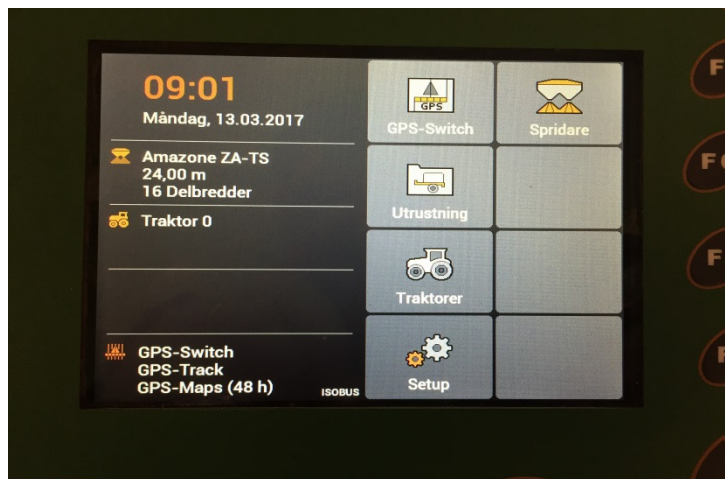 09:01
Måndag, 13.03.2017
Amazone ZA-TS
24,00 m
16 Delbredder
Traktor 0
GPS-Switch
GPS-Track
GPS-Maps (48 h)
ISOBUS
GPS
GPS-Switch
Spridare
Utrustning
Traktorer
Setup
F
F
F